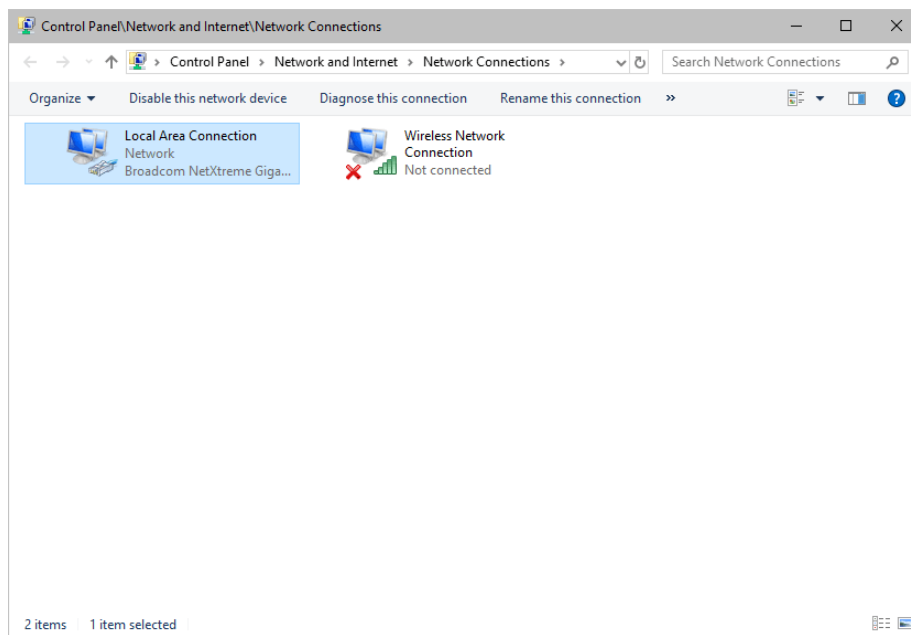 Control Panel\Network and Internet\Network Connections
Control Panel > Network and Internet > Network Connections >
Search Network Connections
Organize Disable this network device Diagnose this connection Rename this connection »
Local Area Connection
Network
Broadcom NetXtreme Giga...
Wireless Network
Connection
Not connected
2 items 1 item selected